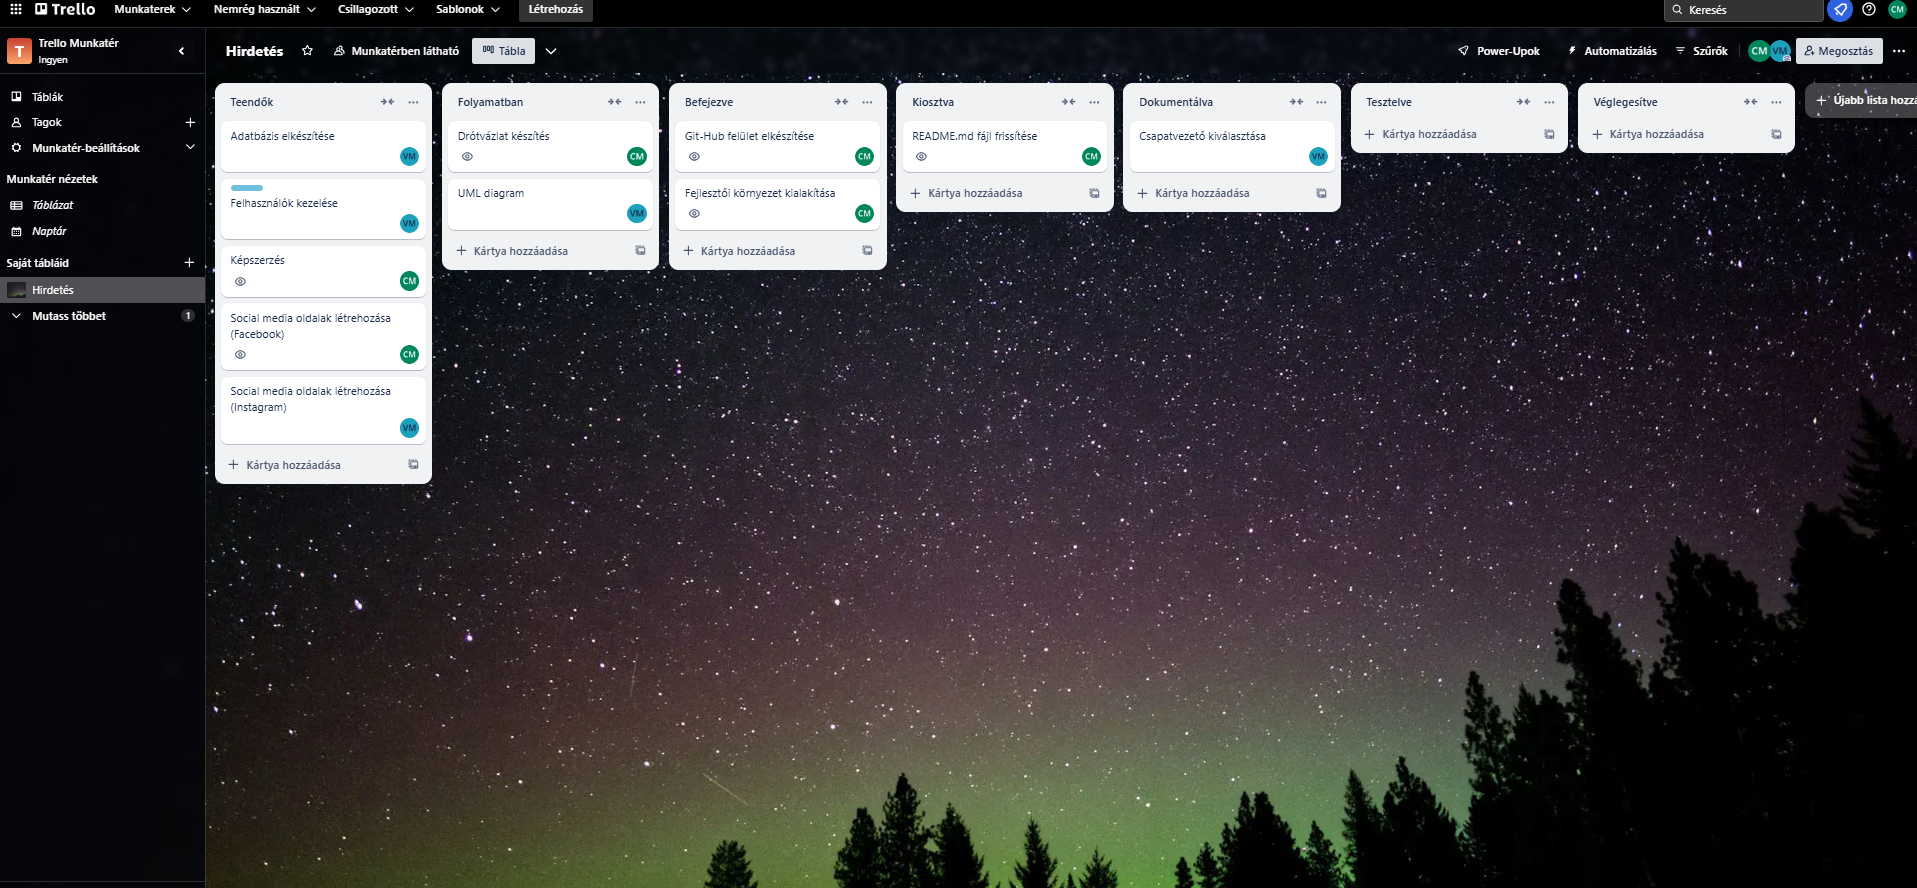 Trello
Munkaterek
Nemrég használt
Csillagozott
Sablonok
Létrehozás
Keresés
CM
T
Trello Munkatér
Ingyen
Hirdetés
Munkatérben látható
Tábla
Power-Upok
Automatizálás
Szűrők
CM
VM
Megosztás
Táblák
Tagok
Munkatér-beállítások
Munkatér nézetek
Táblázat
Naptár
Saját tábláid
Hirdetés
Mutass többet
1
Teendők
Adatbázis elkészítése
VM
Felhasználók kezelése
VM
Képszerzés
CM
Social media oldalak létrehozása
(Facebook)
CM
Social media oldalak létrehozása
(Instagram)
VM
Kártya hozzáadása
Folyamatban
Drótvázlat készítés
CM
UML diagram
VM
Kártya hozzáadása
Befejezve
Git-Hub felület elkészítése
CM
Fejlesztői környezet kialakítása
CM
Kártya hozzáadása
Kiosztva
README.md fájl frissítése
CM
Kártya hozzáadása
Dokumentálva
Csapatvezető kiválasztása
VM
Kártya hozzáadása
Tesztelve
Kártya hozzáadása
Véglegesítve
Kártya hozzáadása
Újabb lista hozzá